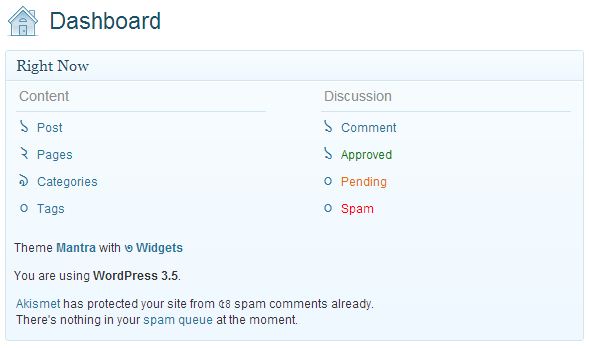 Dashboard
Right Now
Content
Discussion
১ Post
১ Comment
২ Pages
১ Approved
৩ Categories
০ Pending
০ Tags
০ Spam
Theme Mantra with ৩ Widgets
You are using WordPress 3.5.
Akismet has protected your site from ৫৪ spam comments already.
There's nothing in your spam queue at the moment.